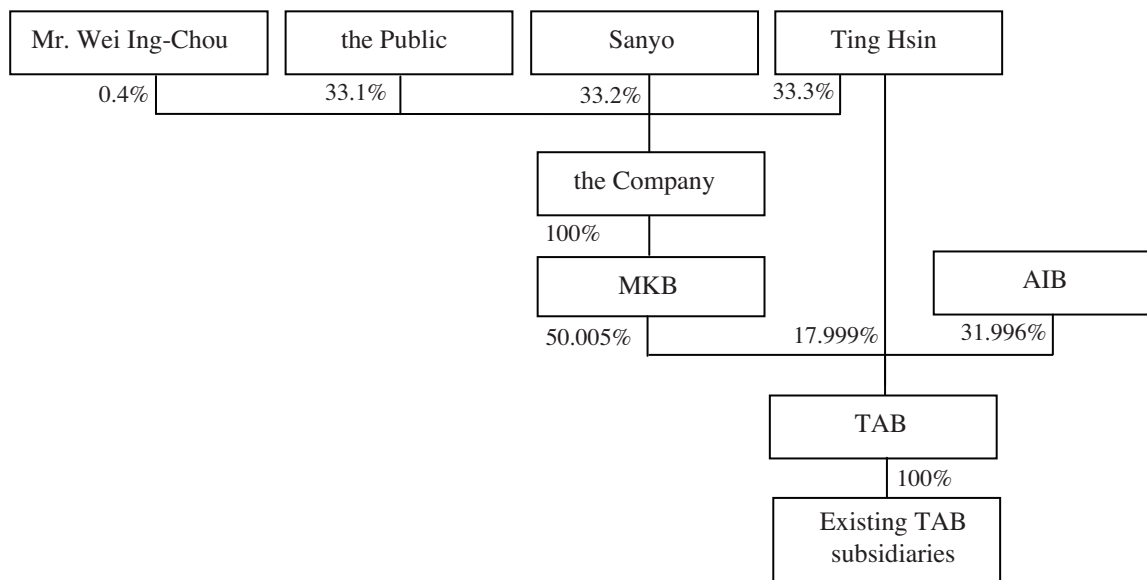 Mr. Wei Ing-Chou
the Public
Sanyo
Ting Hsin
0.4%
33.1%
33.2%
33.3%
the Company
100%
MKB
AIB
50.005%
17.999%
31.996%
TAB
100%
Existing TAB
subsidiaries